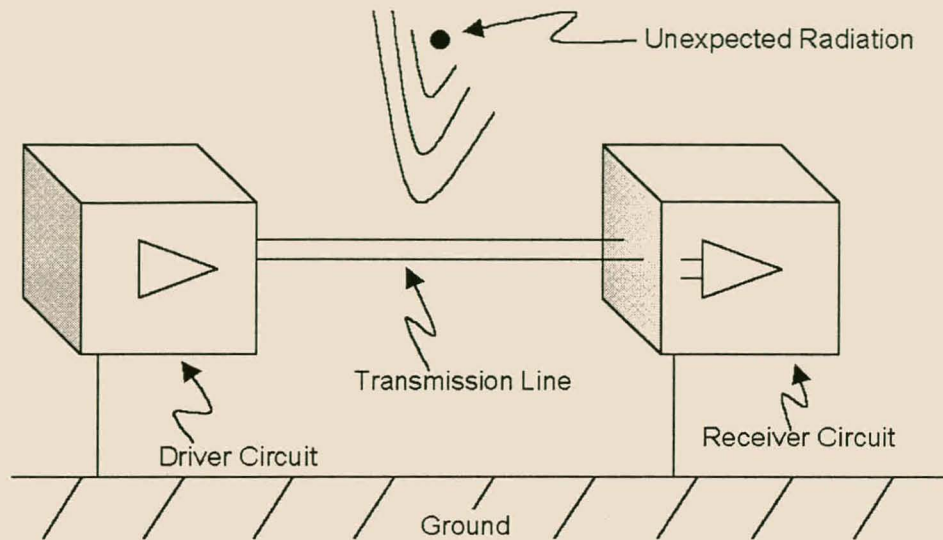 Unexpected Radiation
Transmission Line
Driver Circuit
Receiver Circuit
Ground